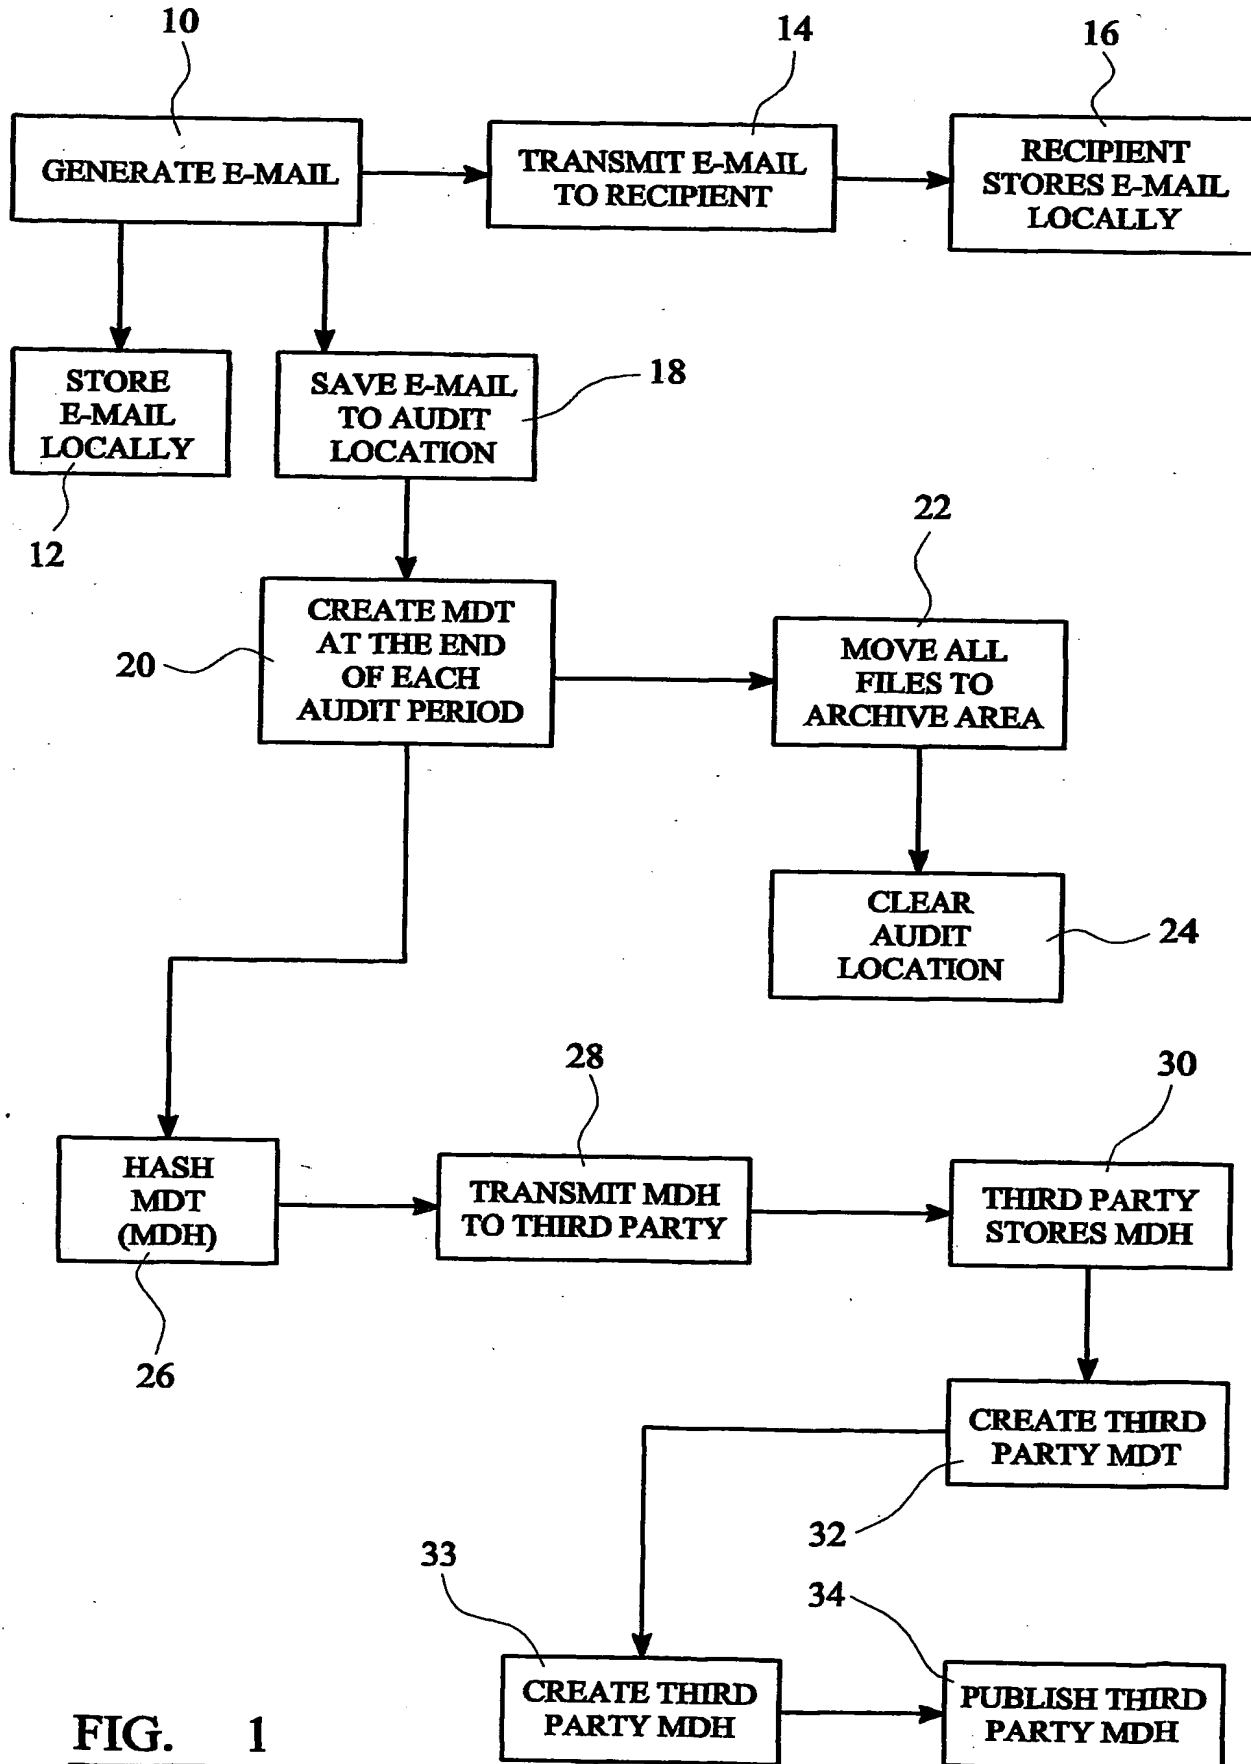 10
14
16
GENERATE E-MAIL
TRANSMIT E-MAIL
TO RECIPIENT
RECIPIENT
STORES E-MAIL
LOCALLY
STORE
E-MAIL
LOCALLY
12
SAVE E-MAIL
TO AUDIT
LOCATION
18
CREATE MDT
AT THE END
OF EACH
AUDIT PERIOD
20
22
MOVE ALL
FILES TO
ARCHIVE AREA
CLEAR
AUDIT
LOCATION
24
HASH
MDT
(MDH)
26
28
TRANSMIT MDH
TO THIRD PARTY
30
THIRD PARTY
STORES MDH
CREATE THIRD
PARTY MDT
32
33
CREATE THIRD
PARTY MDH
34
PUBLISH THIRD
PARTY MDH
FIG. 1